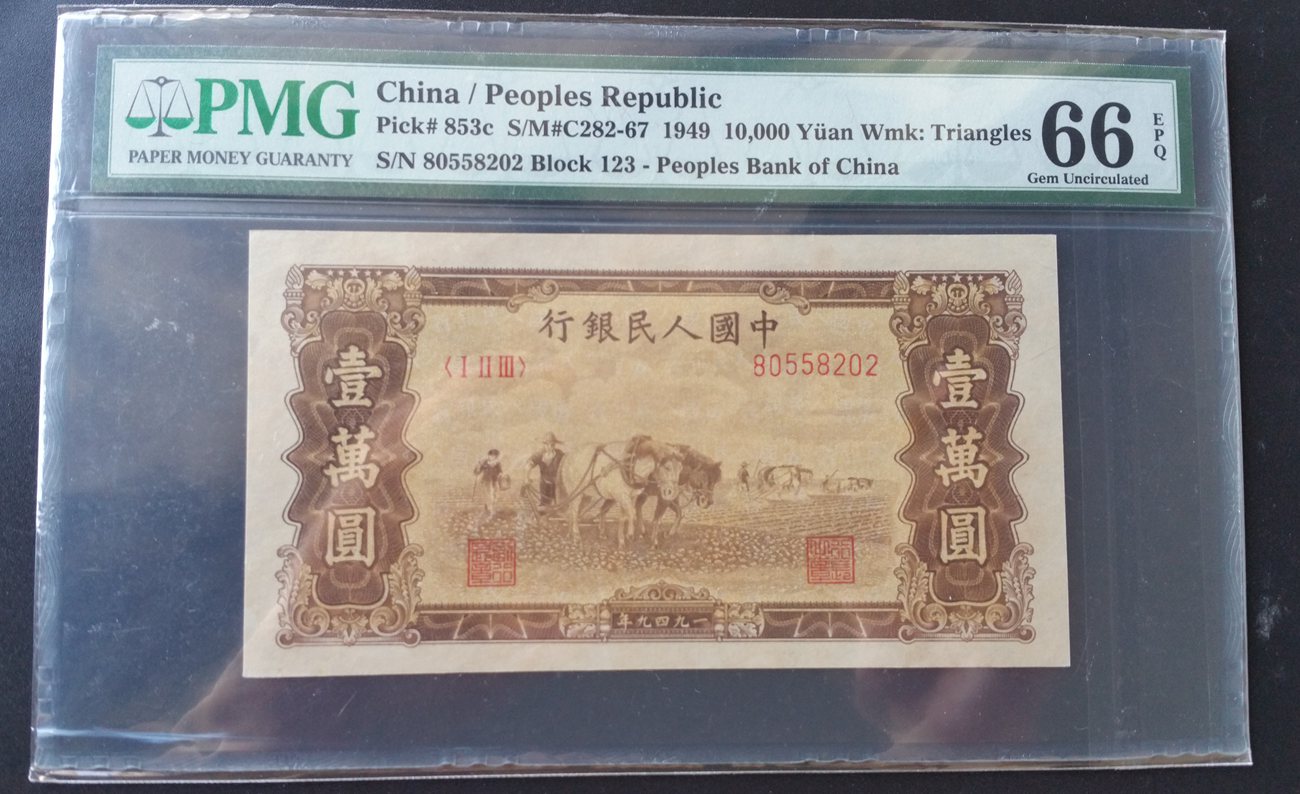 PMG
PAPER MONEY GUARANTY
China / Peoples Republic
Pick# 853c S/M#C282-67 1949 10,000 Yüan Wmk: Triangles
S/N 80558202 Block 123 - Peoples Bank of China
66
EPQ
Gem Uncirculated
行銀民人國中
〈Ⅰ Ⅱ Ⅲ〉
80558202
壹萬圓
壹萬圓
年九四九一